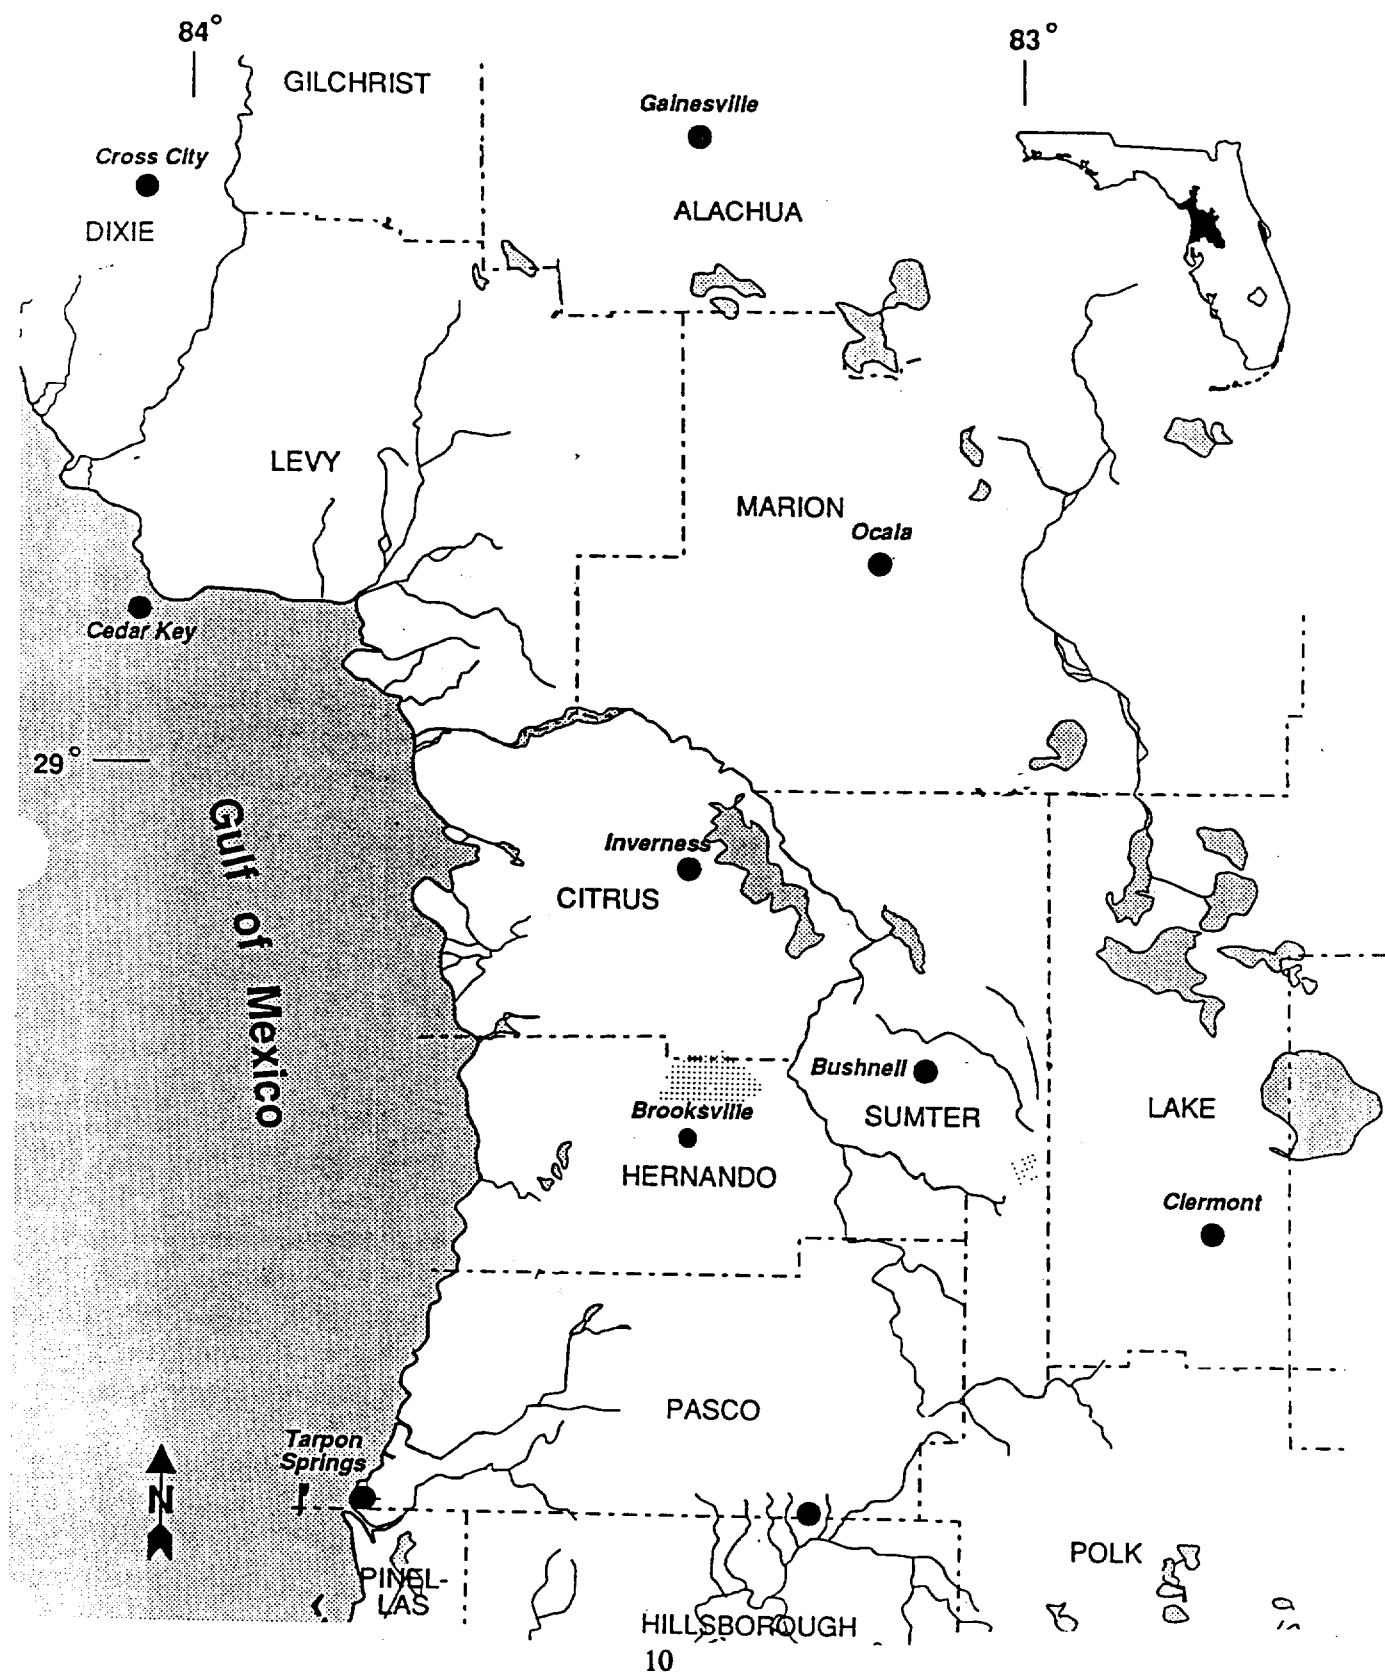 84°
83°
GILCHRIST
Gainesville
Cross City
ALACHUA
DIXIE
LEVY
MARION
Ocala
Cedar Key
29°
Gulf of Mexico
Inverness
CITRUS
Bushnell
Brooksville
SUMTER
LAKE
HERNANDO
Clermont
PASCO
Tarpon
Springs
N
POLK
PINEL-
LAS
HILLSBOROUGH
10